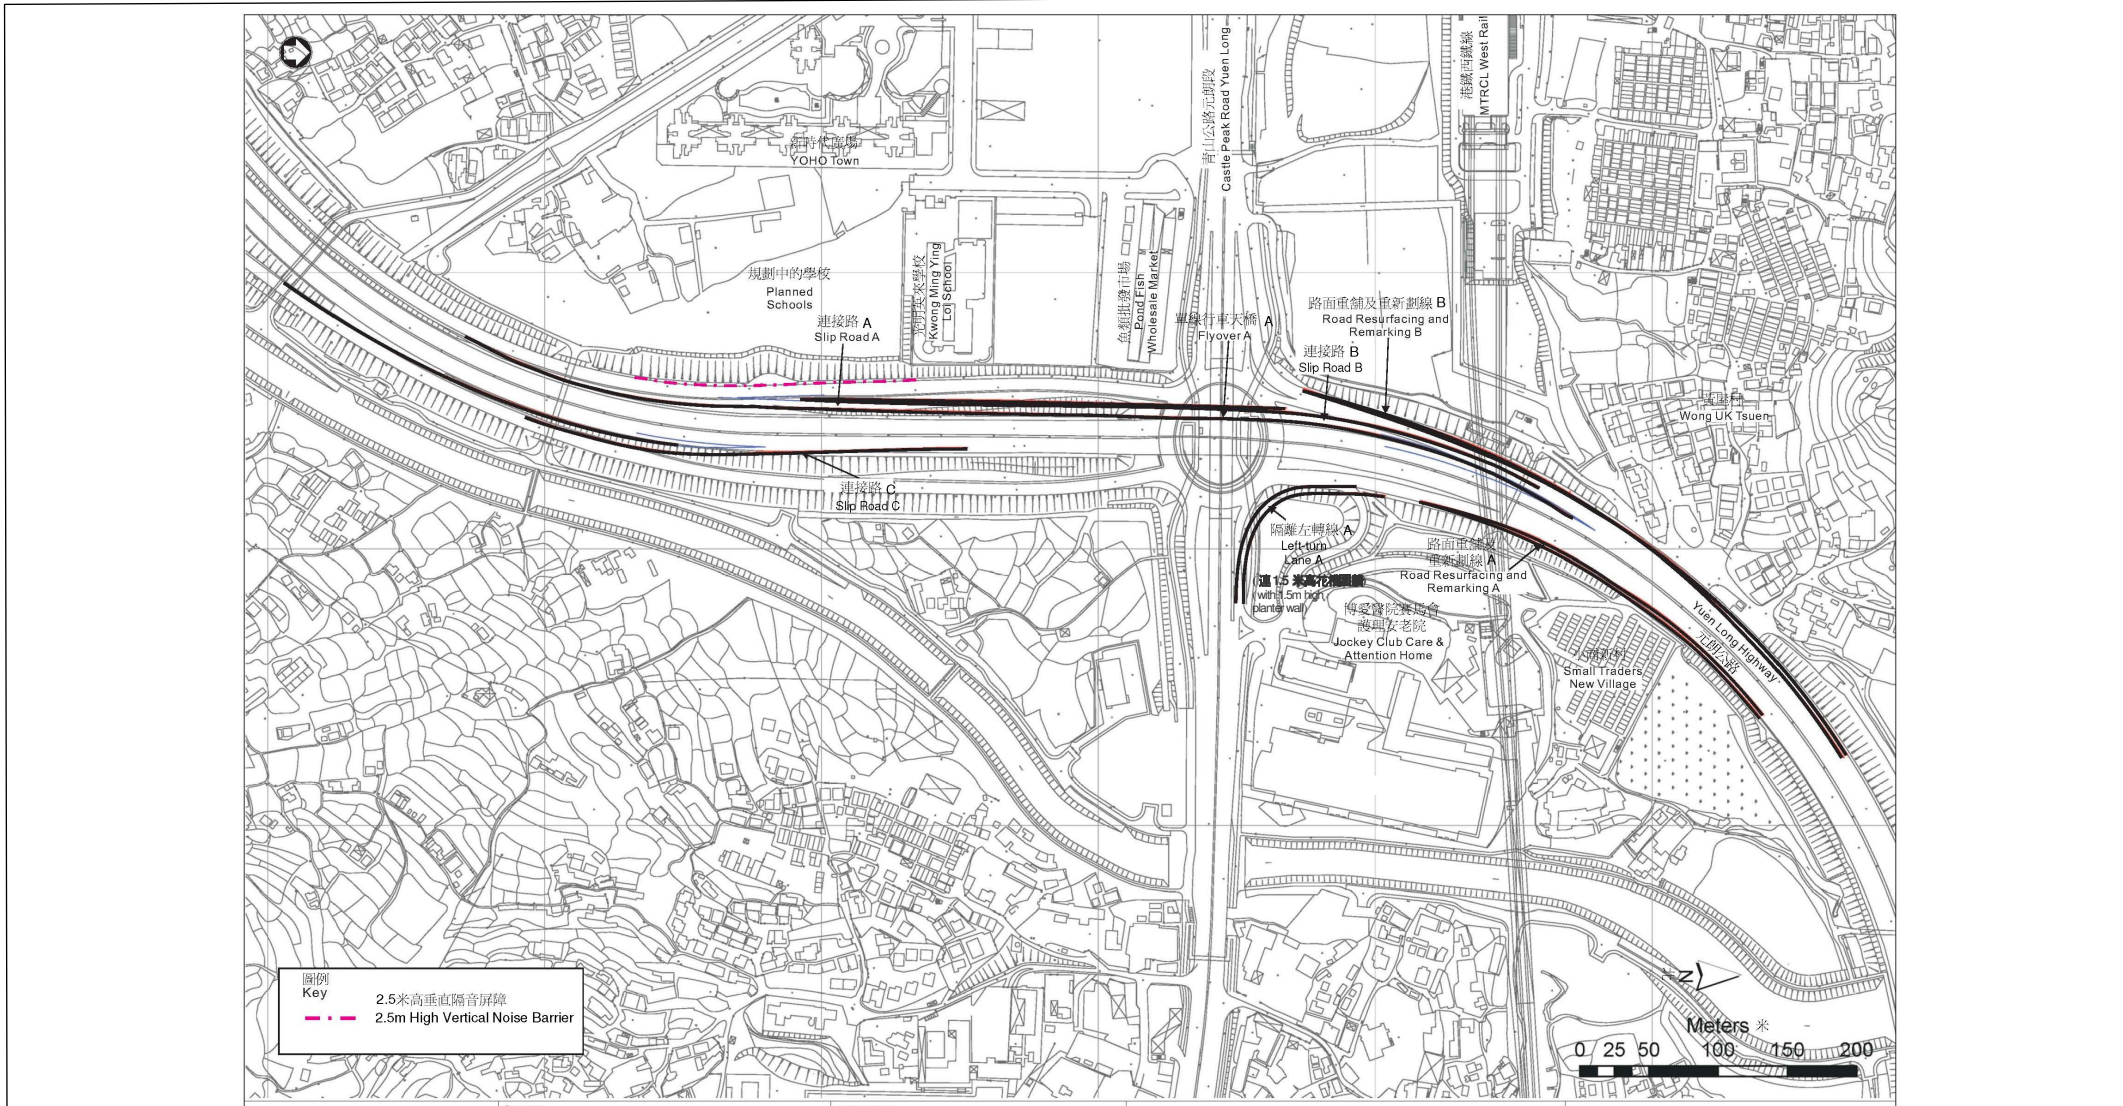 新時代廣場
YOHO Town
青山公路元朗段
Castle Peak Road Yuen Long
港鐵西鐵線
MTRCL West Rail
規劃中的學校
Planned
Schools
光明英來學校
Kwong Ming Ying
Loi School
魚類批發市場
Pond Fish
Wholesale Market
連接路 A
Slip Road A
單線行車天橋 A
Flyover A
路面重舖及重新劃線 B
Road Resurfacing and
Remarking B
連接路 B
Slip Road B
黃屋村
Wong UK Tsuen
連接路 C
Slip Road C
隔離左轉線 A
Left-turn
Lane A
(連 1.5 米高花槽圍牆)
(with 1.5m high
planter wall)
路面重舖及
重新劃線 A
Road Resurfacing and
Remarking A
博愛醫院賽馬會
護理安老院
Jockey Club Care &
Attention Home
小商新村
Small Traders
New Village
Yuen Long Highway
元朗公路
圖例
Key
2.5米高垂直隔音屏障
2.5m High Vertical Noise Barrier
北
N
Meters 米
0 25 50 100 150 200